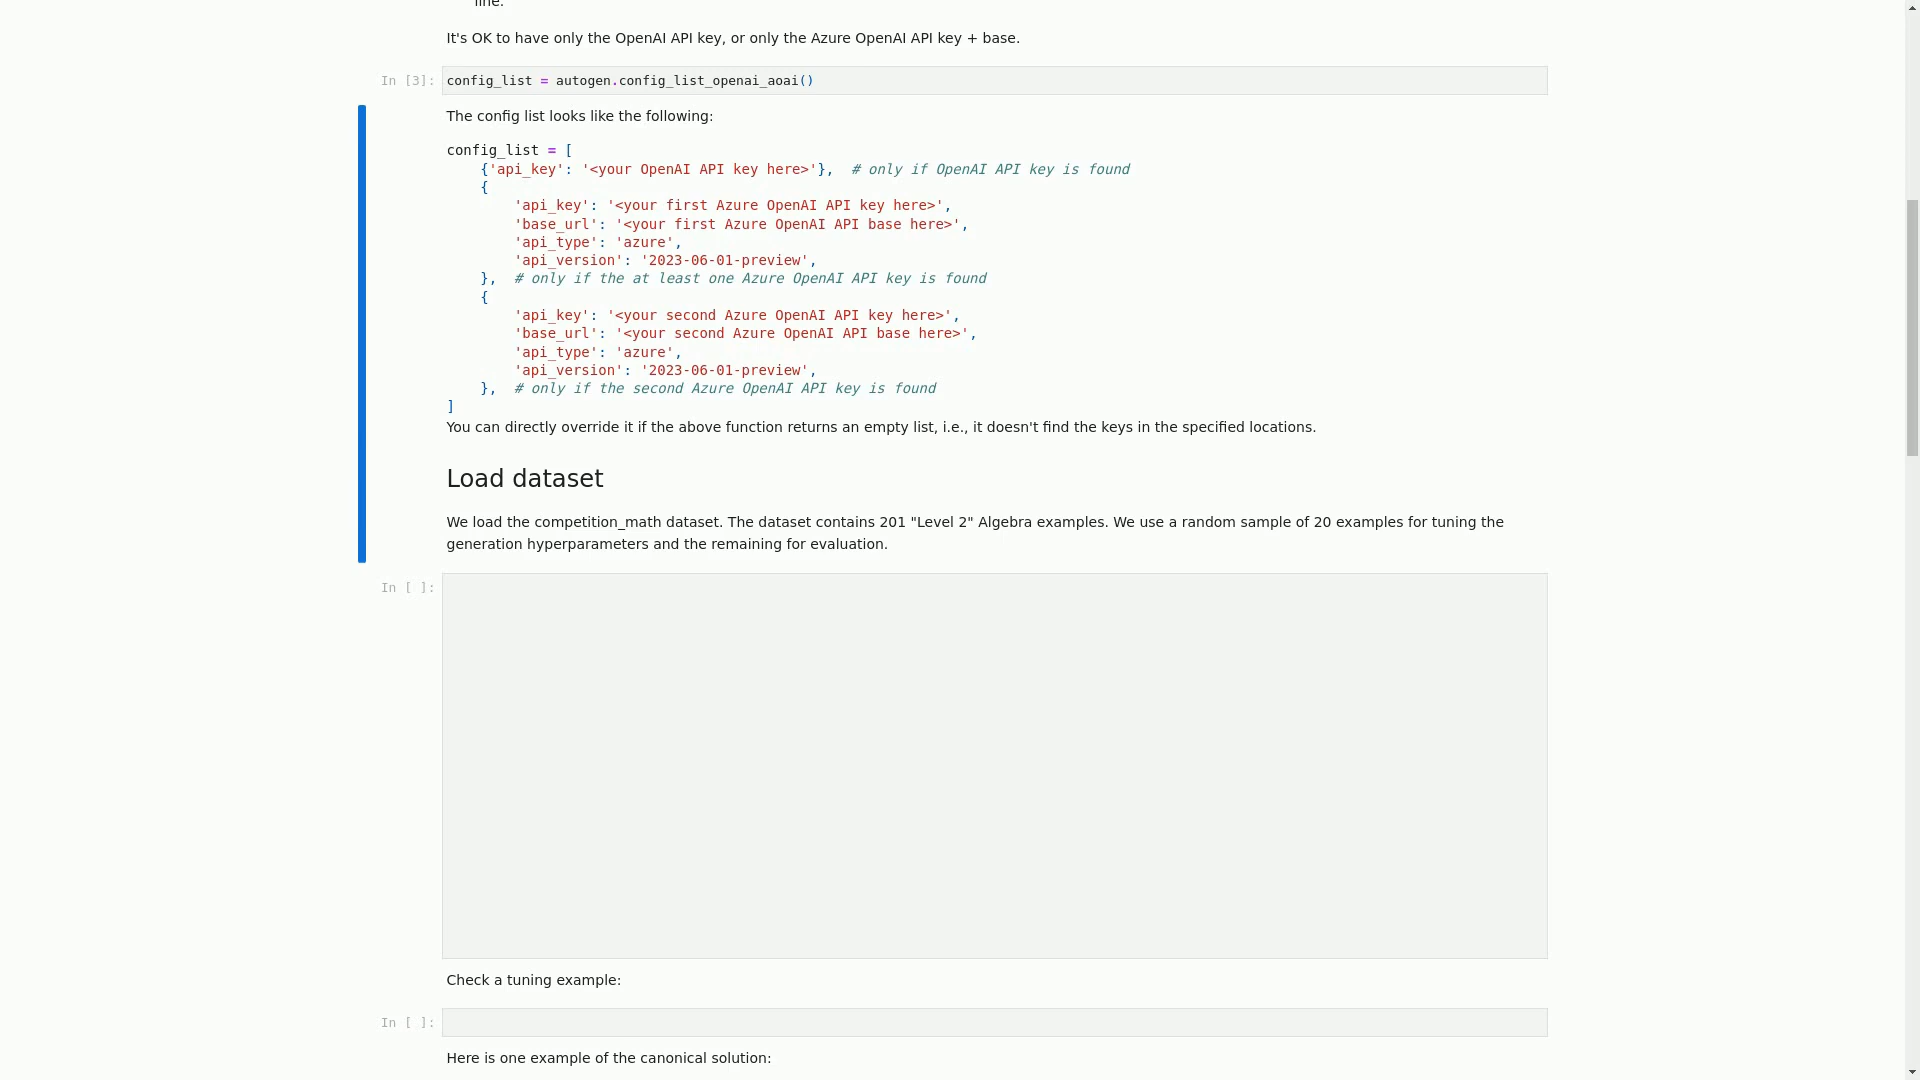 line.
It's OK to have only the OpenAI API key, or only the Azure OpenAI API key + base.
In [3]: config_list = autogen.config_list_openai_aoai()
The config list looks like the following:
config_list = [
    {'api_key': '<your OpenAI API key here>'},  # only if OpenAI API key is found
    {
        'api_key': '<your first Azure OpenAI API key here>',
        'base_url': '<your first Azure OpenAI API base here>',
        'api_type': 'azure',
        'api_version': '2023-06-01-preview',
    },  # only if the at least one Azure OpenAI API key is found
    {
        'api_key': '<your second Azure OpenAI API key here>',
        'base_url': '<your second Azure OpenAI API base here>',
        'api_type': 'azure',
        'api_version': '2023-06-01-preview',
    },  # only if the second Azure OpenAI API key is found
]
You can directly override it if the above function returns an empty list, i.e., it doesn't find the keys in the specified locations.
Load dataset
We load the competition_math dataset. The dataset contains 201 "Level 2" Algebra examples. We use a random sample of 20 examples for tuning the
generation hyperparameters and the remaining for evaluation.
In [ ]:
Check a tuning example:
In [ ]:
Here is one example of the canonical solution: